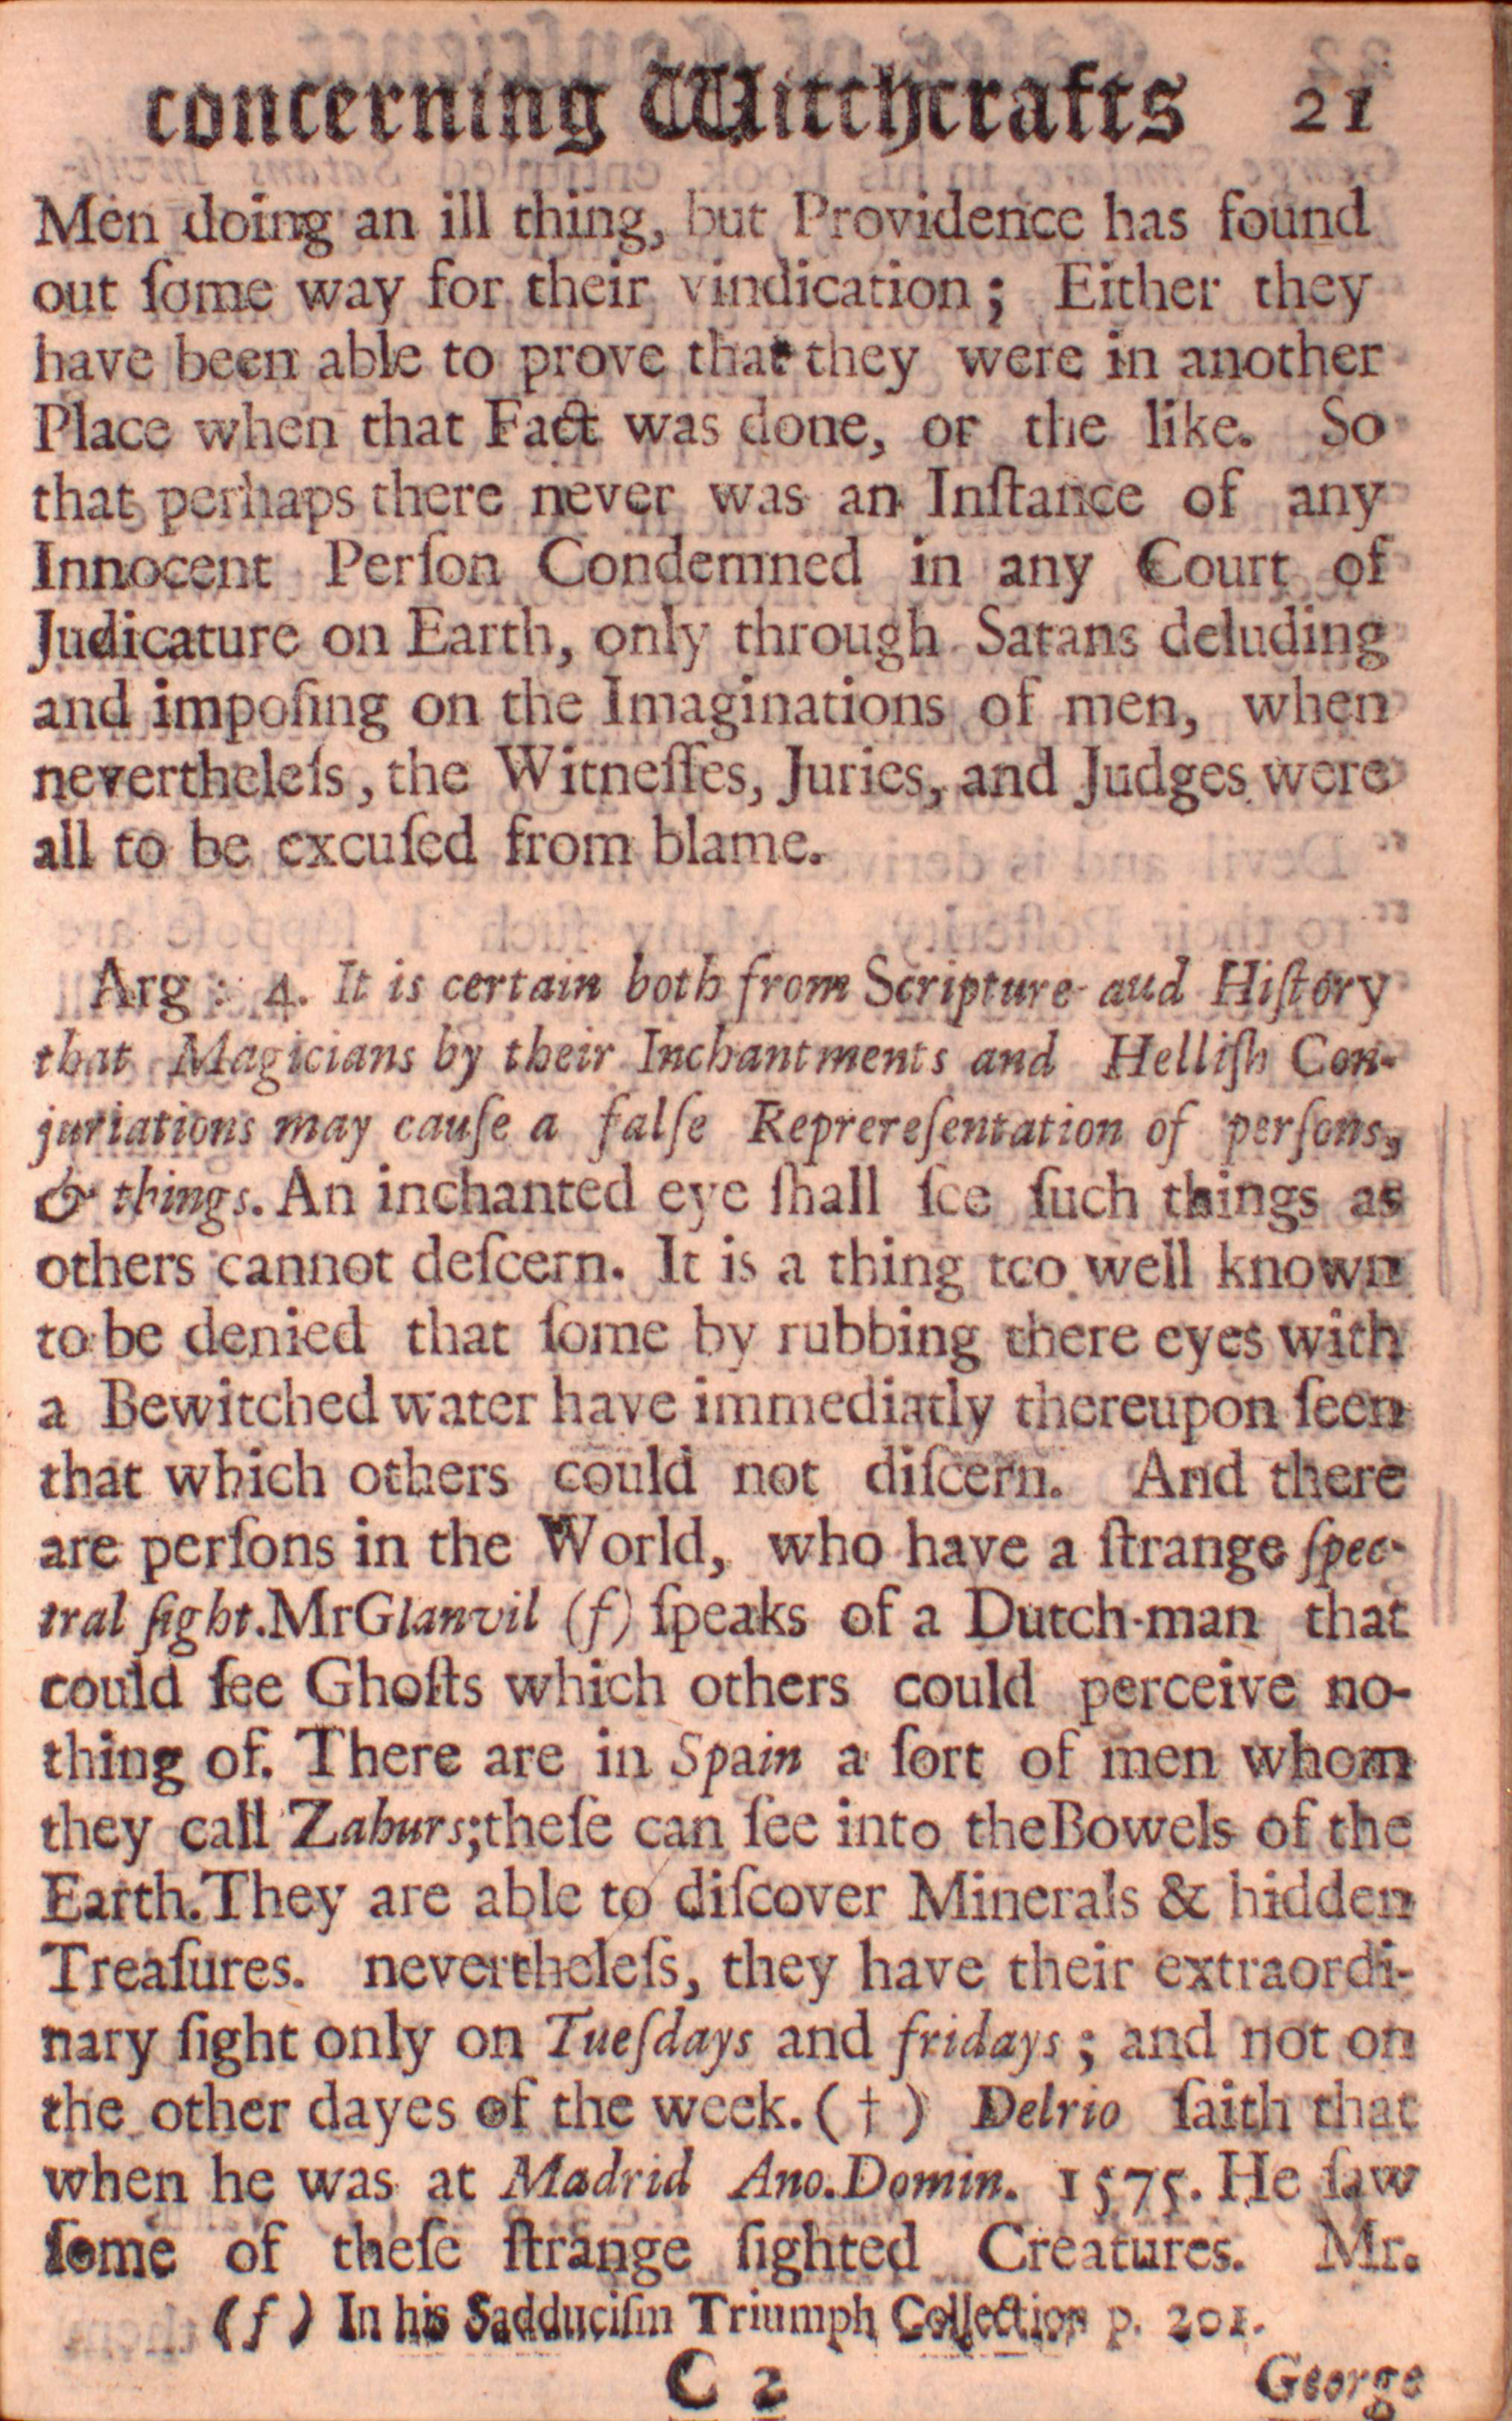 concerning Witchcrafts 21
Men doing an ill thing, but Providence has found
out ſome way for their vindication; Either they
have been able to prove that they were in another
Place when that Fact was done, or the like. So
that perhaps there never was an Inſtance of any
Innocent Perſon Condemned in any Court of
Judicature on Earth, only through Satans deluding
and impoſing on the Imaginations of men, when
nevertheleſs, the Witneſſes, Juries, and Judges were
all to be excuſed from blame.
Arg : 4. It is certain both from Scripture aud Hiſtory
that Magicians by their Inchantments and Helliſh Con-
juriations may cauſe a falſe Reprereſentation of perſons,
& things. An inchanted eye ſhall ſee ſuch things as
others cannot deſcern. It is a thing too well known
to be denied that ſome by rubbing there eyes with
a Bewitched water have immediatly thereupon ſeen
that which others could not diſcern. And there
are perſons in the World, who have a ſtrange ſpec-
tral ſight. Mr Glanvil (f) ſpeaks of a Dutch-man that
could ſee Ghoſts which others could perceive no-
thing of. There are in Spain a ſort of men whom
they call Zahurs; theſe can ſee into the Bowels of the
Earth. They are able to diſcover Minerals & hidden
Treaſures. nevertheleſs, they have their extraordi-
nary ſight only on Tueſdays and fridays; and not on
the other dayes of the week. (†) Delrio ſaith that
when he was at Madrid Ano. Domin. 1575. He ſaw
ſome of theſe ſtrange ſighted Creatures. Mr.
(f) In his Sadduciſm Triumph Collection p. 201.
C 2 George